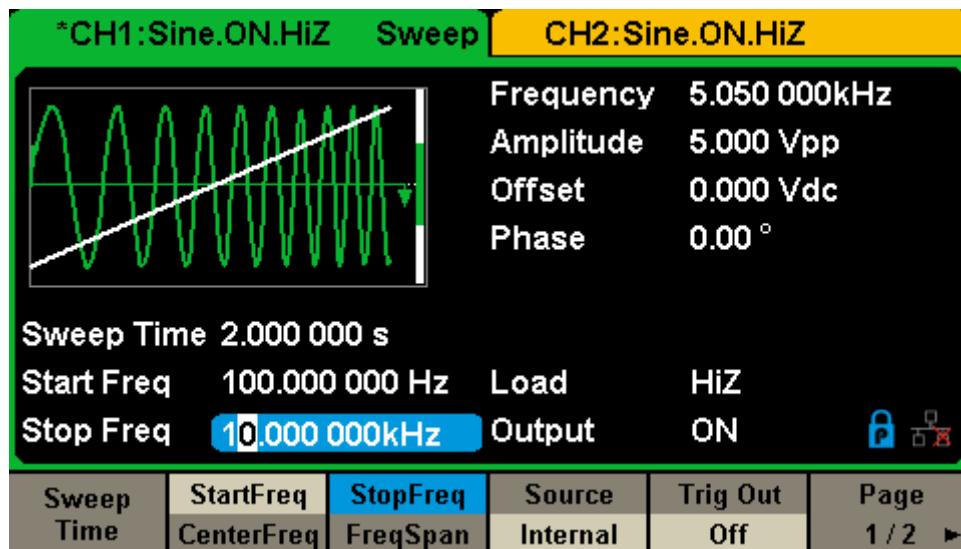 *CH1:Sine.ON.HiZ Sweep CH2:Sine.ON.HiZ
Frequency 5.050 000kHz
Amplitude 5.000 Vpp
Offset 0.000 Vdc
Phase 0.00 °
Sweep Time 2.000 000 s
Start Freq 100.000 000 Hz Load HiZ
Stop Freq 10.000 000kHz Output ON P
Sweep Time StartFreq StopFreq Source Trig Out Page
CenterFreq FreqSpan Internal Off 1 / 2 ►